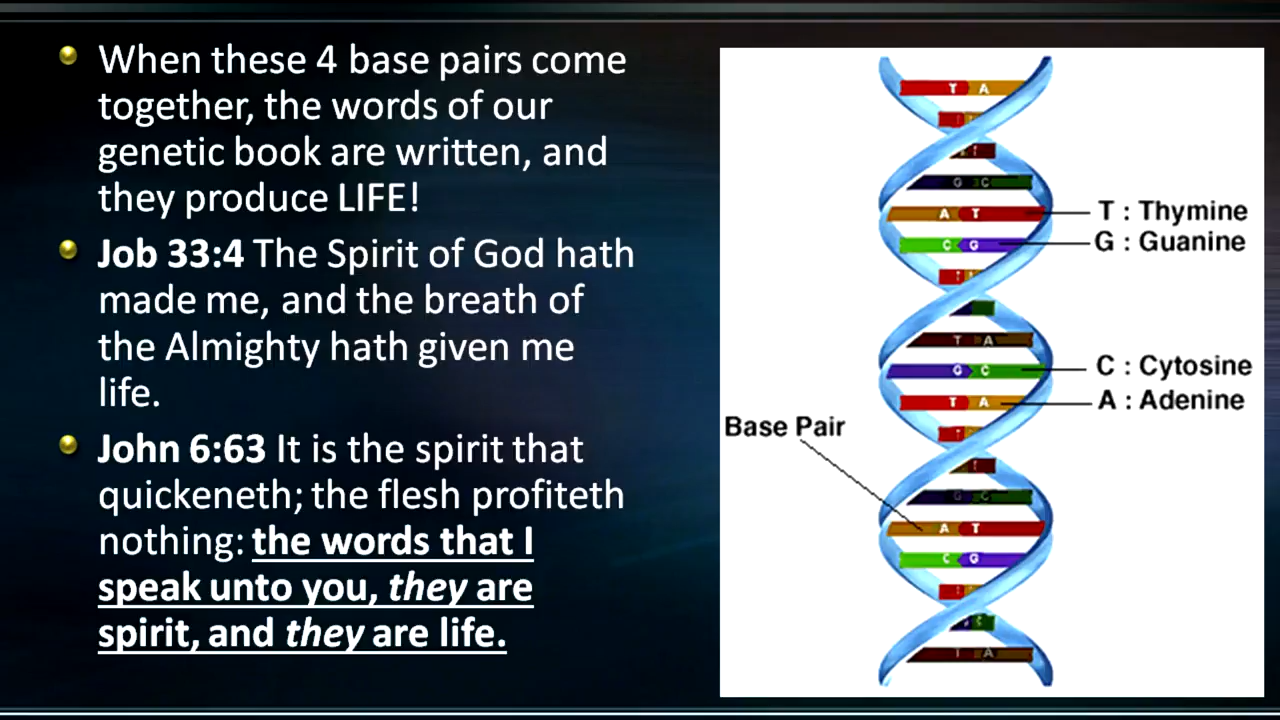 When these 4 base pairs come
together, the words of our
genetic book are written, and
they produce LIFE!
Job 33:4 The Spirit of God hath
made me, and the breath of
the Almighty hath given me
life.
John 6:63 It is the spirit that
quickeneth; the flesh profiteth
nothing: the words that I
speak unto you, they are
spirit, and they are life.
T A
G C
A T
T : Thymine
C G
G : Guanine
T A
G C
C : Cytosine
T A
A : Adenine
Base Pair
G C
A T
C G
T A